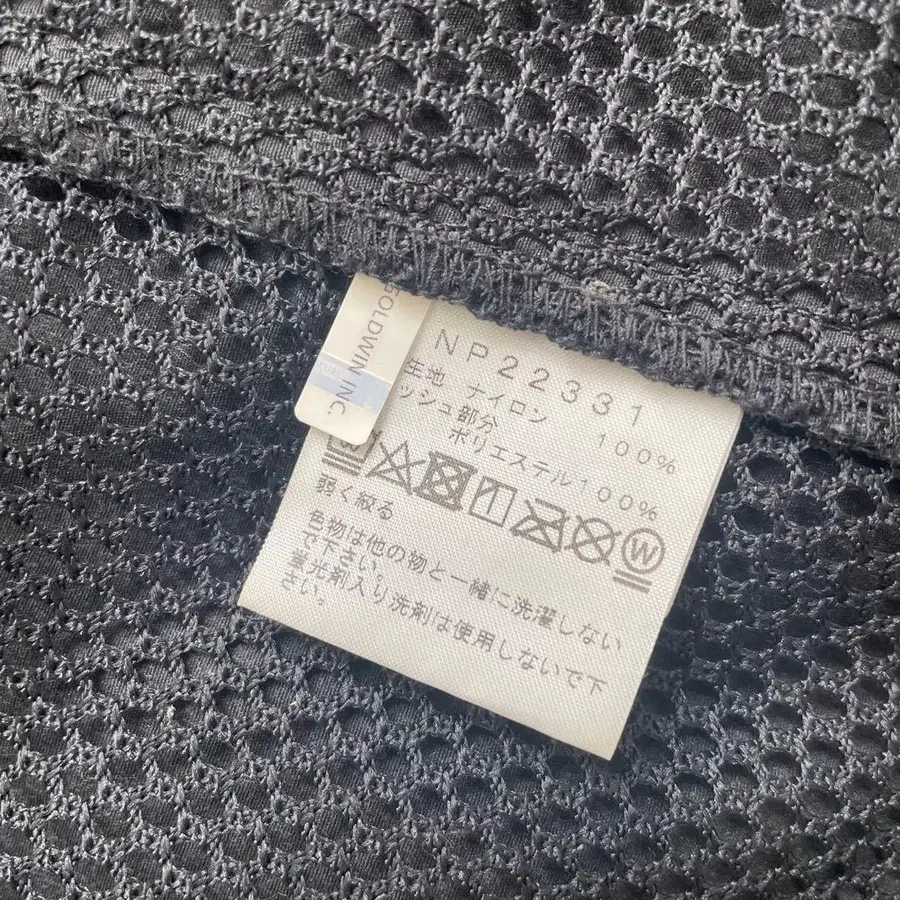 GOLDWIN INC.
NP22331
生地 ナイロン 100%
ッシュ部分
ポリエステル100%
弱く絞る
色物は他の物と一緒に洗濯しない
で下さい。
蛍光剤入り洗剤は使用しないで下
さい。